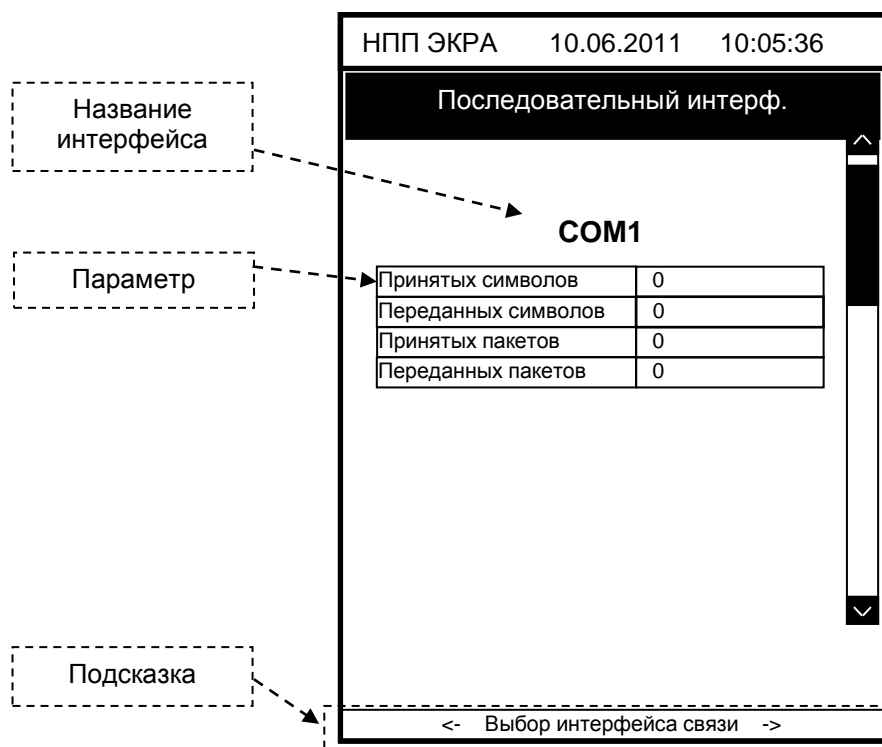 НПП ЭКРА 10.06.2011 10:05:36
Последовательный интерф.
Название
интерфейса
COM1
Параметр
Принятых символов 0
Переданных символов 0
Принятых пакетов 0
Переданных пакетов 0
Подсказка
<- Выбор интерфейса связи ->